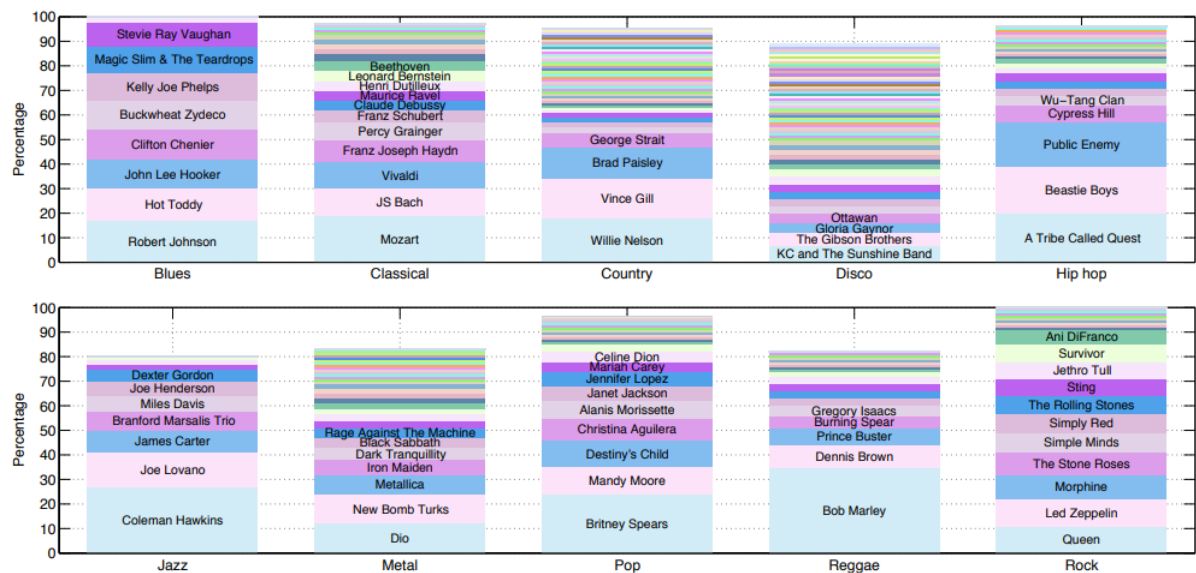 100
90
80
70
60
50
40
30
20
10
0
Percentage
Stevie Ray Vaughan
Magic Slim & The Teardrops
Kelly Joe Phelps
Buckwheat Zydeco
Clifton Chenier
John Lee Hooker
Hot Toddy
Robert Johnson
Blues
Beethoven
Leonard Bernstein
Henri Dutilleux
Maurice Ravel
Claude Debussy
Franz Schubert
Percy Grainger
Franz Joseph Haydn
Vivaldi
JS Bach
Mozart
Classical
George Strait
Brad Paisley
Vince Gill
Willie Nelson
Country
Ottawan
Gloria Gaynor
The Gibson Brothers
KC and The Sunshine Band
Disco
Wu−Tang Clan
Cypress Hill
Public Enemy
Beastie Boys
A Tribe Called Quest
Hip hop
100
90
80
70
60
50
40
30
20
10
0
Percentage
Dexter Gordon
Joe Henderson
Miles Davis
Branford Marsalis Trio
James Carter
Joe Lovano
Coleman Hawkins
Jazz
Rage Against The Machine
Black Sabbath
Dark Tranquillity
Iron Maiden
Metallica
New Bomb Turks
Dio
Metal
Celine Dion
Mariah Carey
Jennifer Lopez
Janet Jackson
Alanis Morissette
Christina Aguilera
Destiny's Child
Mandy Moore
Britney Spears
Pop
Gregory Isaacs
Burning Spear
Prince Buster
Dennis Brown
Bob Marley
Reggae
Ani DiFranco
Survivor
Jethro Tull
Sting
The Rolling Stones
Simply Red
Simple Minds
The Stone Roses
Morphine
Led Zeppelin
Queen
Rock